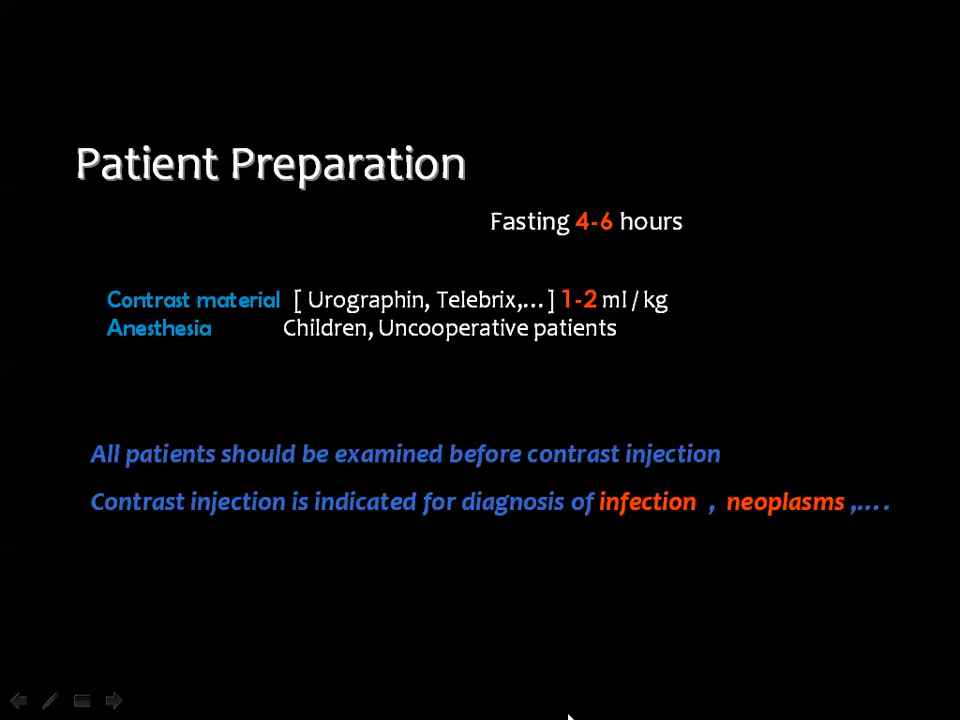 Patient Preparation
Fasting 4-6 hours
Contrast material [ Urographin, Telebrix,...] 1-2 ml / kg
Anesthesia Children, Uncooperative patients
All patients should be examined before contrast injection
Contrast injection is indicated for diagnosis of infection , neoplasms ,....